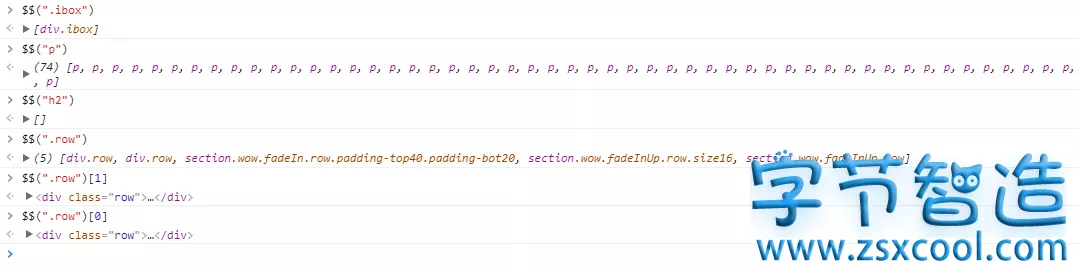 $$(".ibox")
[div.ibox]
$$("p")
(74) [p, p, p, p, p, p, p, p, p, p, p, p, p, p, p, p, p, p, p, p, p, p, p, p, p, p, p, p, p, p, p, p, p, p, p, p, p, p, p, p, p, p, p, p, p, p, p, p, p, p, p
, p]
$$("h2")
[]
$$(".row")
(5) [div.row, div.row, section.wow.fadeIn.row.padding-top40.padding-bot20, section.wow.fadeInUp.row.size16, section.wow.fadeInUp.row]
$$(".row")[1]
<div class="row">…</div>
$$(".row")[0]
<div class="row">…</div>
字节智造
www.zsxcool.com